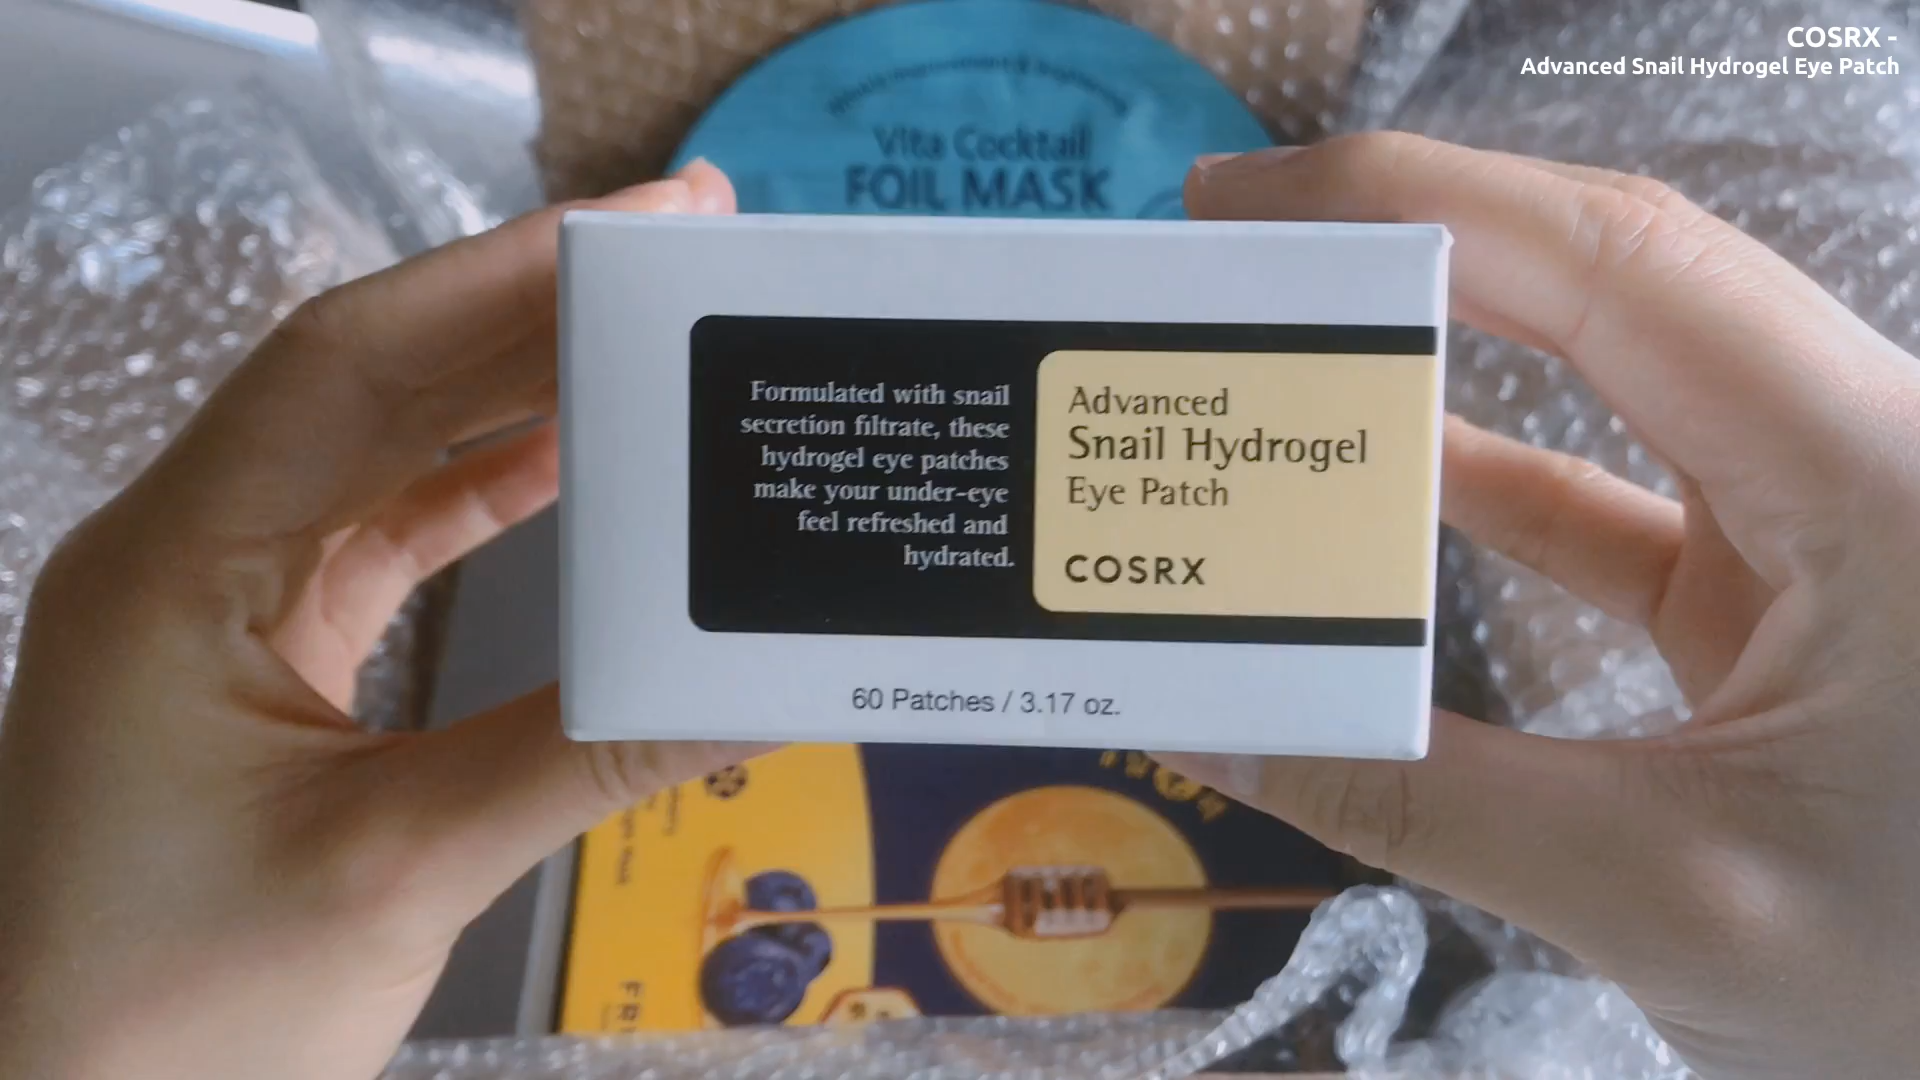 COSRX -
Advanced Snail Hydrogel Eye Patch
Vita Cocktail
FOIL MASK
Formulated with snail
secretion filtrate, these
hydrogel eye patches
make your under-eye
feel refreshed and
hydrated.
Advanced
Snail Hydrogel
Eye Patch
COSRX
60 Patches / 3.17 oz.